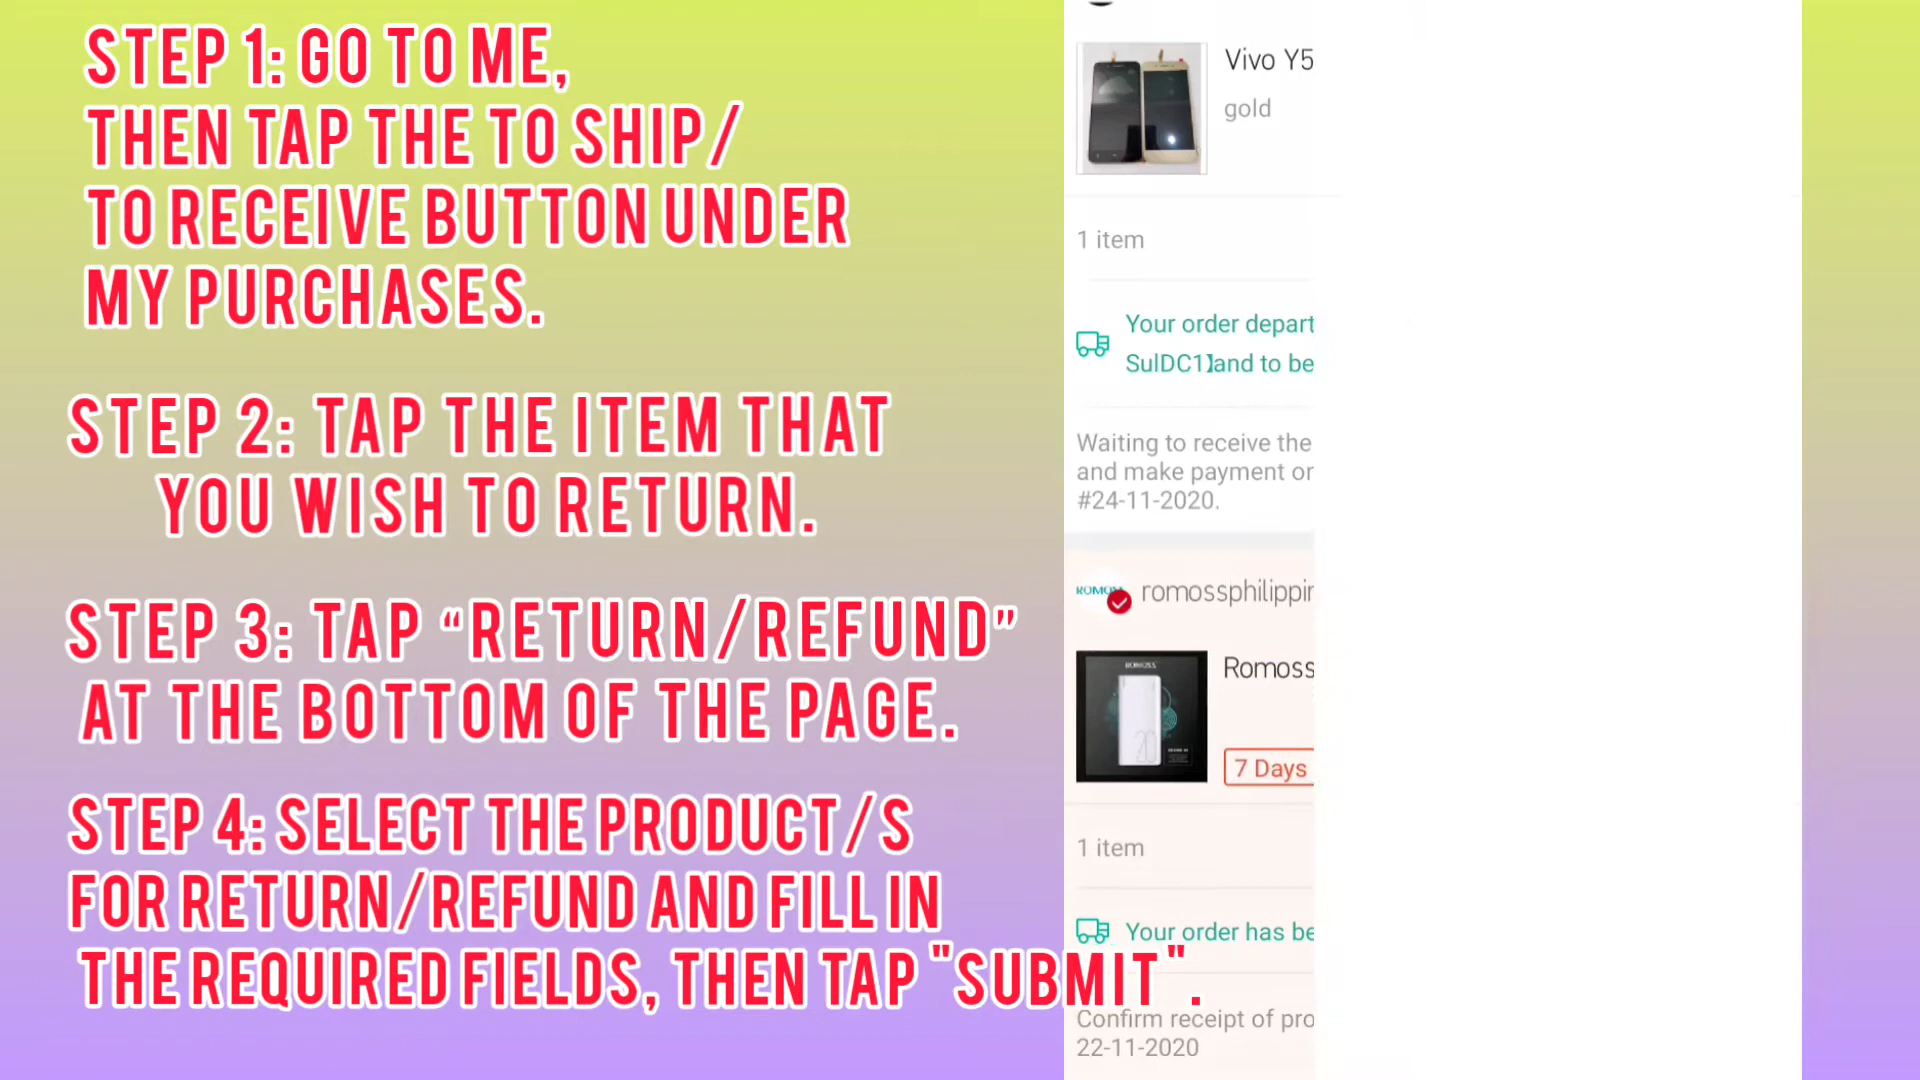 STEP 1: GO TO ME,
THEN TAP THE TO SHIP/
TO RECEIVE BUTTON UNDER
MY PURCHASES.
STEP 2: TAP THE ITEM THAT
YOU WISH TO RETURN.
STEP 3: TAP “RETURN/REFUND”
AT THE BOTTOM OF THE PAGE.
STEP 4: SELECT THE PRODUCT/S
FOR RETURN/REFUND AND FILL IN
THE REQUIRED FIELDS, THEN TAP "SUBMIT".
Vivo Y5
gold
1 item
Your order depart
SulDC1】and to be
Waiting to receive the
and make payment or
#24-11-2020.
ROMOSS
romossphilippin
ROMOSS
20
Romoss
7 Days
1 item
Your order has be
Confirm receipt of pro
22-11-2020